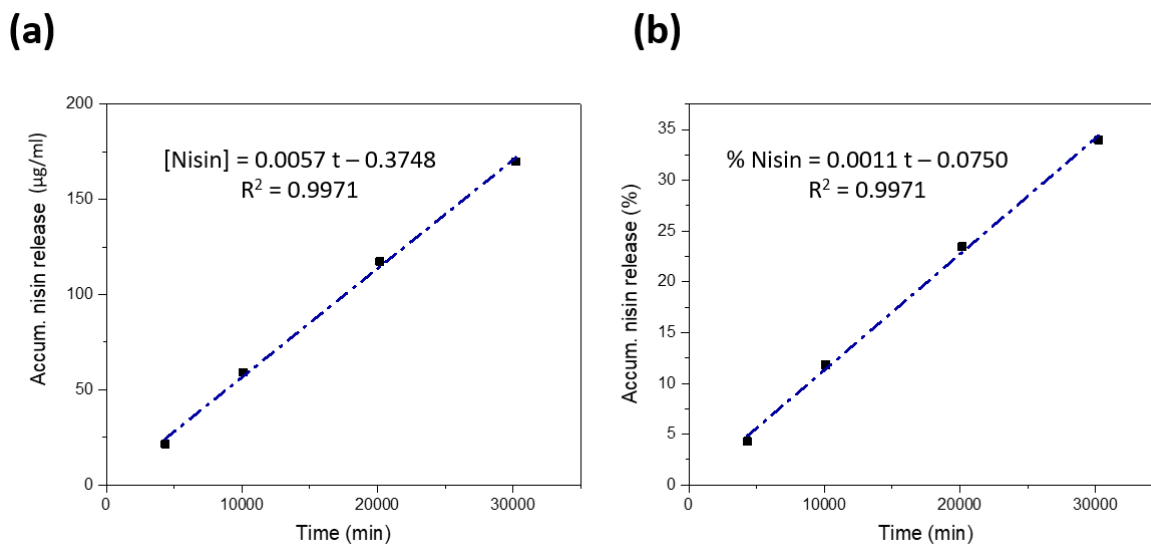 (a)
200
150
100
50
0
0
10000
20000
30000
Accum. nisin release (µg/ml)
Time (min)
[Nisin] = 0.0057 t – 0.3748
R² = 0.9971
(b)
35
30
25
20
15
10
5
0
0
10000
20000
30000
Accum. nisin release (%)
Time (min)
% Nisin = 0.0011 t – 0.0750
R² = 0.9971